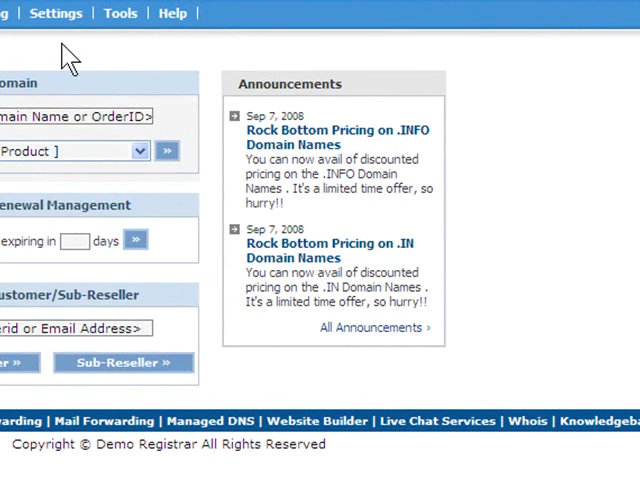 g | Settings | Tools | Help |
omain
main Name or OrderID>
Product ]
»
enewal Management
expiring in days »
ustomer/Sub-Reseller
erid or Email Address>
er »
Sub-Reseller »
Announcements
Sep 7, 2008
Rock Bottom Pricing on .INFO
Domain Names
You can now avail of discounted
pricing on the .INFO Domain
Names . It's a limited time offer, so
hurry!!
Sep 7, 2008
Rock Bottom Pricing on .IN
Domain Names
You can now avail of discounted
pricing on the .IN Domain Names .
It's a limited time offer, so hurry!!
All Announcements ›
warding | Mail Forwarding | Managed DNS | Website Builder | Live Chat Services | Whois | Knowledgeba
Copyright © Demo Registrar All Rights Reserved